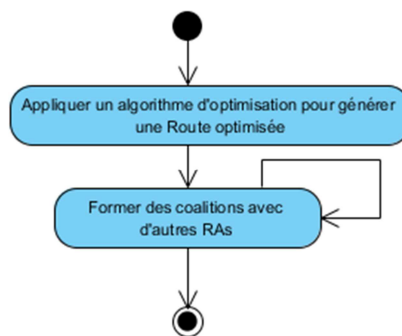 Appliquer un algorithme d'optimisation pour générer
une Route optimisée
Former des coalitions avec
d'autres RAs